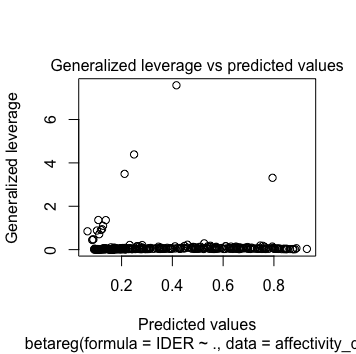 Generalized leverage vs predicted values
Generalized leverage
6
4
2
0
0.2 0.4 0.6 0.8
Predicted values
betareg(formula = IDER ~ ., data = affectivity_c